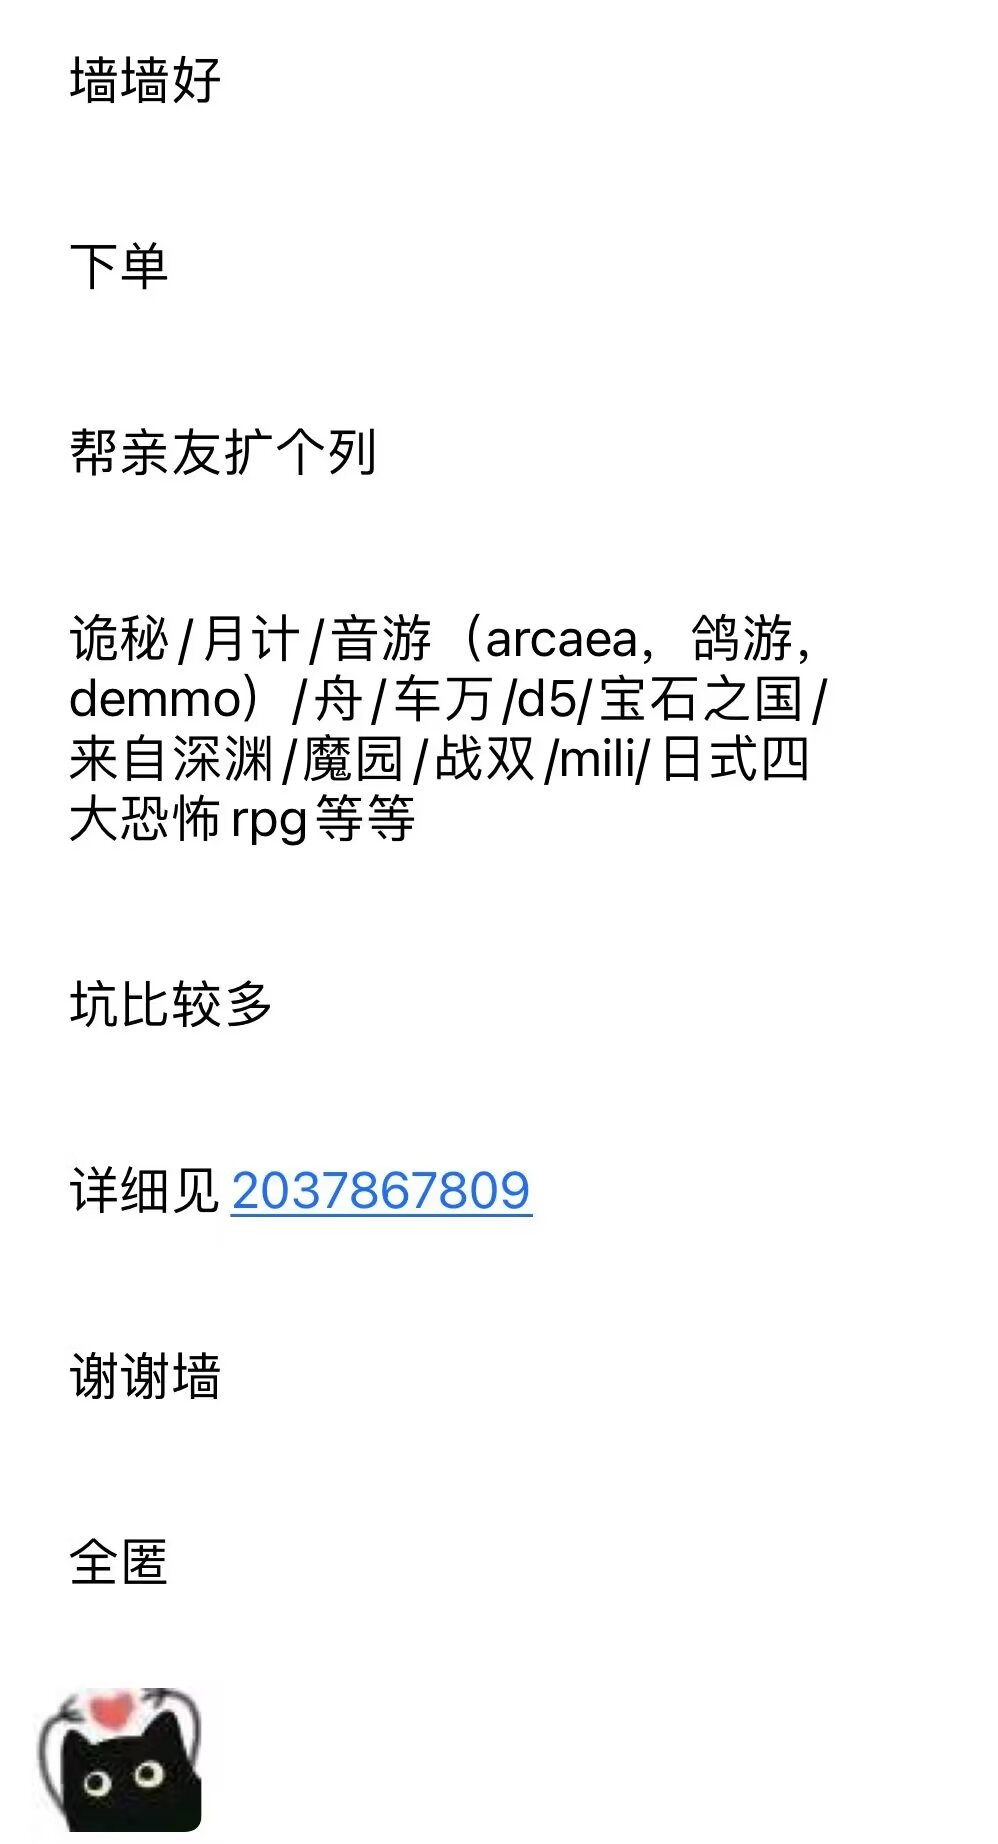 墙墙好
下单
帮亲友扩个列
诡秘/月计/音游（arcaea，鸽游，
demmo）/舟/车万/d5/宝石之国/
来自深渊/魔园/战双/mili/日式四
大恐怖rpg等等
坑比较多
详细见2037867809
谢谢墙
全匿